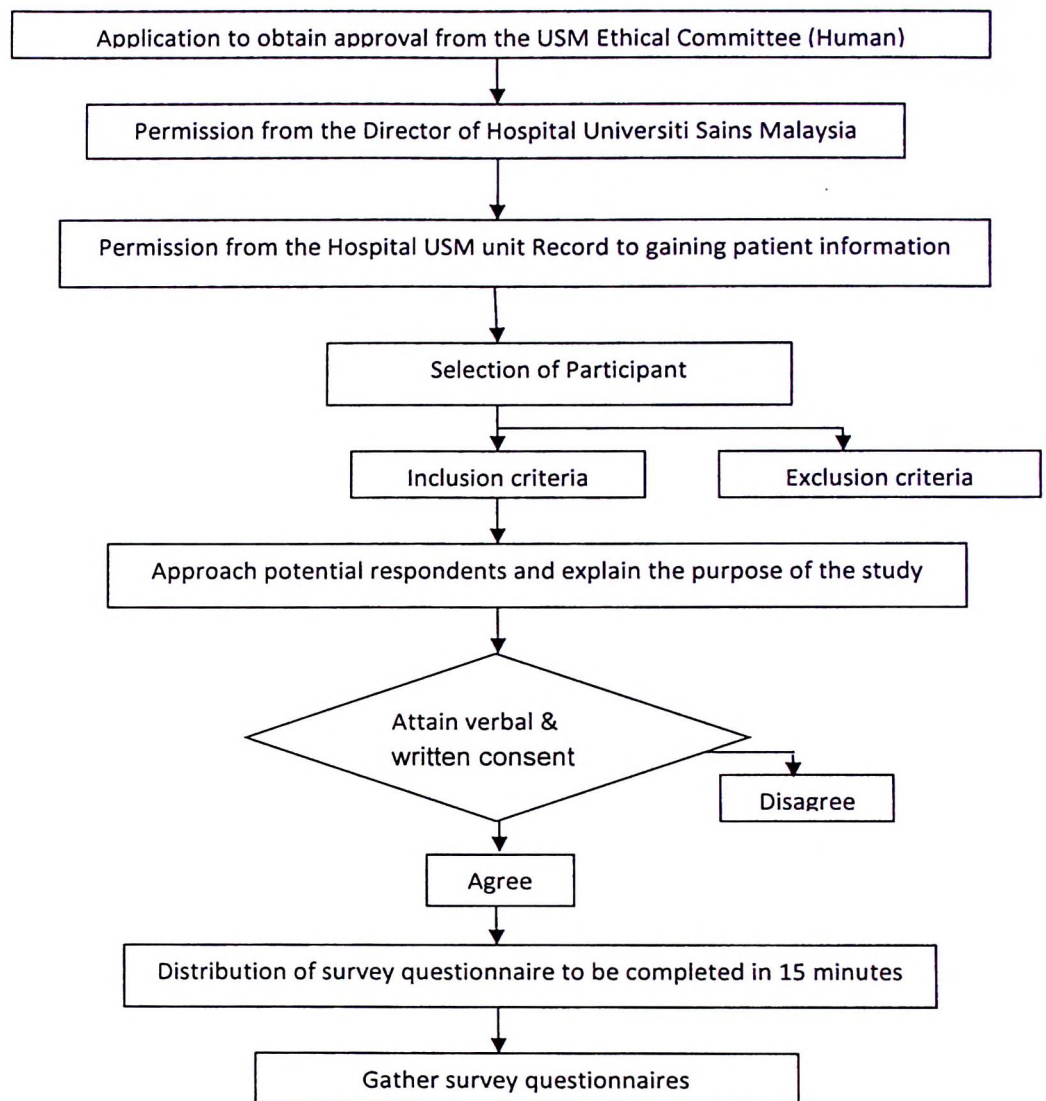 Application to obtain approval from the USM Ethical Committee (Human)
Permission from the Director of Hospital Universiti Sains Malaysia
Permission from the Hospital USM unit Record to gaining patient information
Selection of Participant
Inclusion criteria
Exclusion criteria
Approach potential respondents and explain the purpose of the study
Attain verbal &
written consent
Disagree
Agree
Distribution of survey questionnaire to be completed in 15 minutes
Gather survey questionnaires